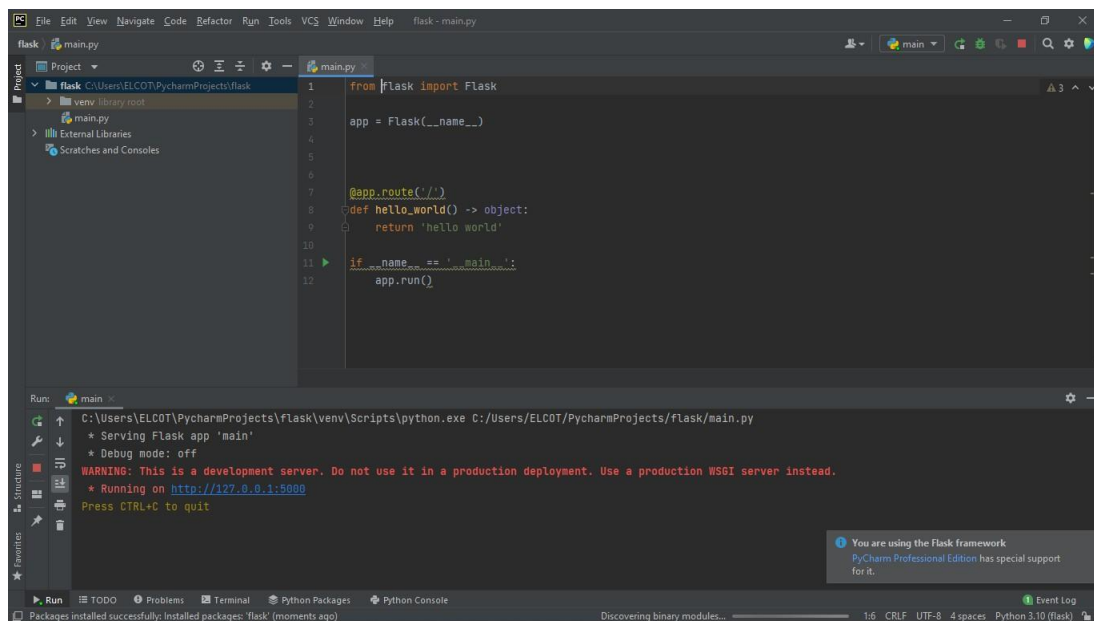 PC File Edit View Navigate Code Refactor Run Tools VCS Window Help flask - main.py
flask main.py main
Project main.py
flask C:\Users\ELCOT\PycharmProjects\flask
venv library root
main.py
External Libraries
Scratches and Consoles
Project
1 from flask import Flask
2
3 app = Flask(__name__)
4
5
6
7 @app.route('/')
8 def hello_world() -> object:
9 return 'hello world'
10
11 if __name__ == '__main__':
12 app.run()
3
Run: main
C:\Users\ELCOT\PycharmProjects\flask\venv\Scripts\python.exe C:/Users/ELCOT/PycharmProjects/flask/main.py
* Serving Flask app 'main'
* Debug mode: off
WARNING: This is a development server. Do not use it in a production deployment. Use a production WSGI server instead.
* Running on http://127.0.0.1:5000
Press CTRL+C to quit
Structure
Favorites
You are using the Flask framework
PyCharm Professional Edition has special support
for it.
Run TODO Problems Terminal Python Packages Python Console 1 Event Log
Packages installed successfully: Installed packages: 'flask' (moments ago) Discovering binary modules... 1:6 CRLF UTF-8 4 spaces Python 3.10 (flask)